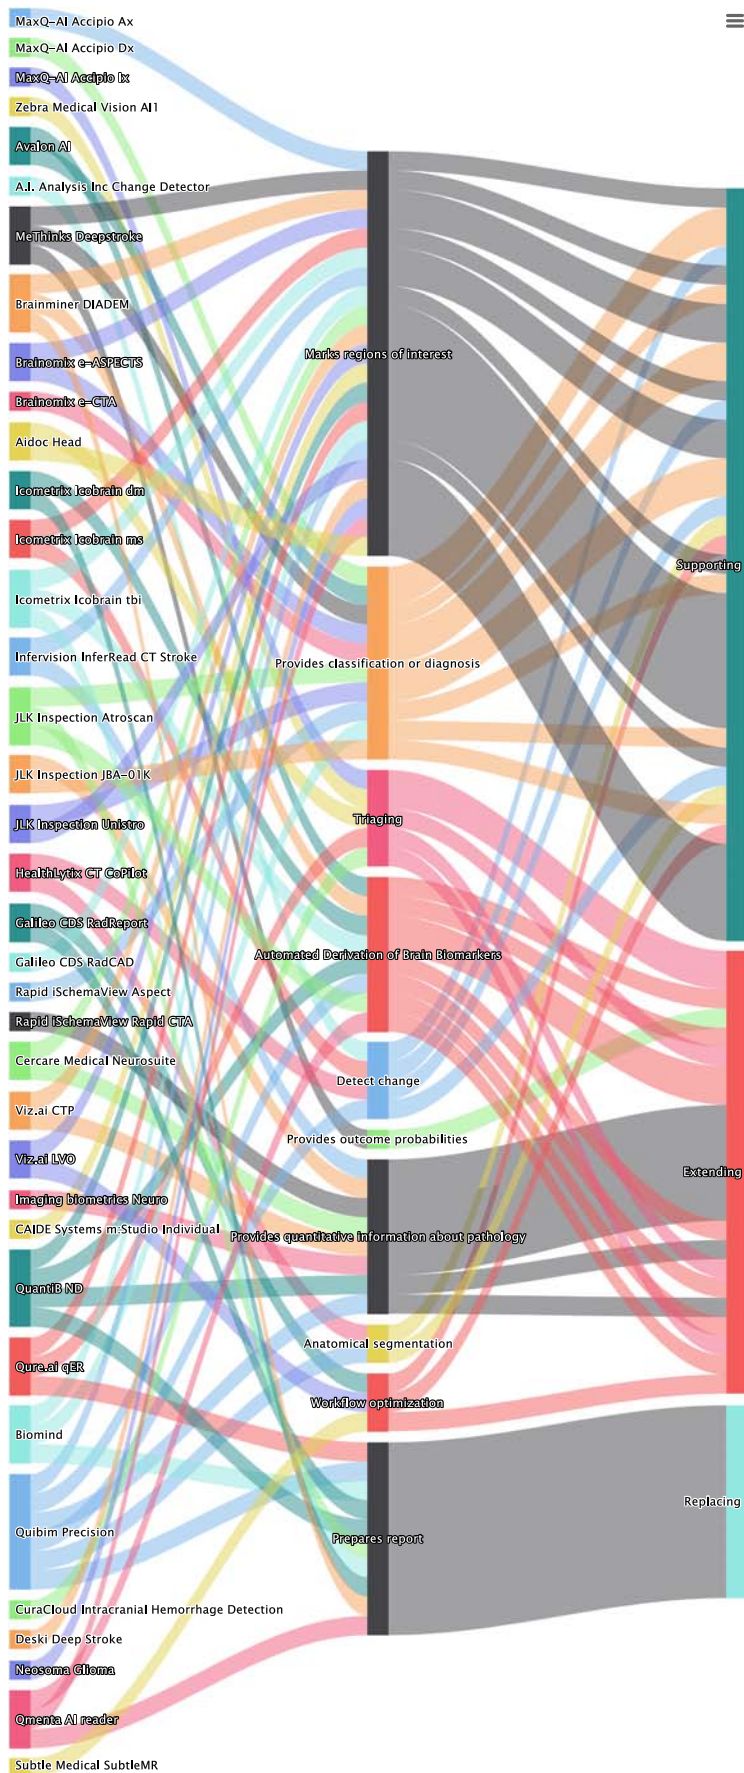 MaxQ-AI Accipio Ax
MaxQ-AI Accipio Dx
MaxQ-AI Accipio Ix
Zebra Medical Vision AI1
Avalon AI
A.I. Analysis Inc Change Detector
MeThinks Deepstroke
Brainminer DIADEM
Brainomix e-ASPECTS
Brainomix e-CTA
Aidoc Head
Icometrix Icobrain dm
Icometrix Icobrain ms
Icometrix Icobrain tbi
Infervision InferRead CT Stroke
JLK Inspection Atroscan
JLK Inspection JBA-01K
JLK Inspection Unistro
HealthLytix CT CoPilot
Galileo CDS RadReport
Galileo CDS RadCAD
Rapid iSchemaView Aspect
Rapid iSchemaView Rapid CTA
Cercare Medical Neurosuite
Viz.ai CTP
Viz.ai LVO
Imaging biometrics Neuro
CAIDE Systems m:Studio Individual
QuantiB ND
Qure.ai qER
Biomind
Quibim Precision
CuraCloud Intracranial Hemorrhage Detection
Deski Deep Stroke
Neosoma Glioma
Qmenta AI reader
Subtle Medical SubtleMR
Marks regions of interest
Provides classification or diagnosis
Triaging
Automated Derivation of Brain Biomarkers
Detect change
Provides outcome probabilities
Provides quantitative information about pathology
Anatomical segmentation
Workflow optimization
Prepares report
Supporting
Extending
Replacing